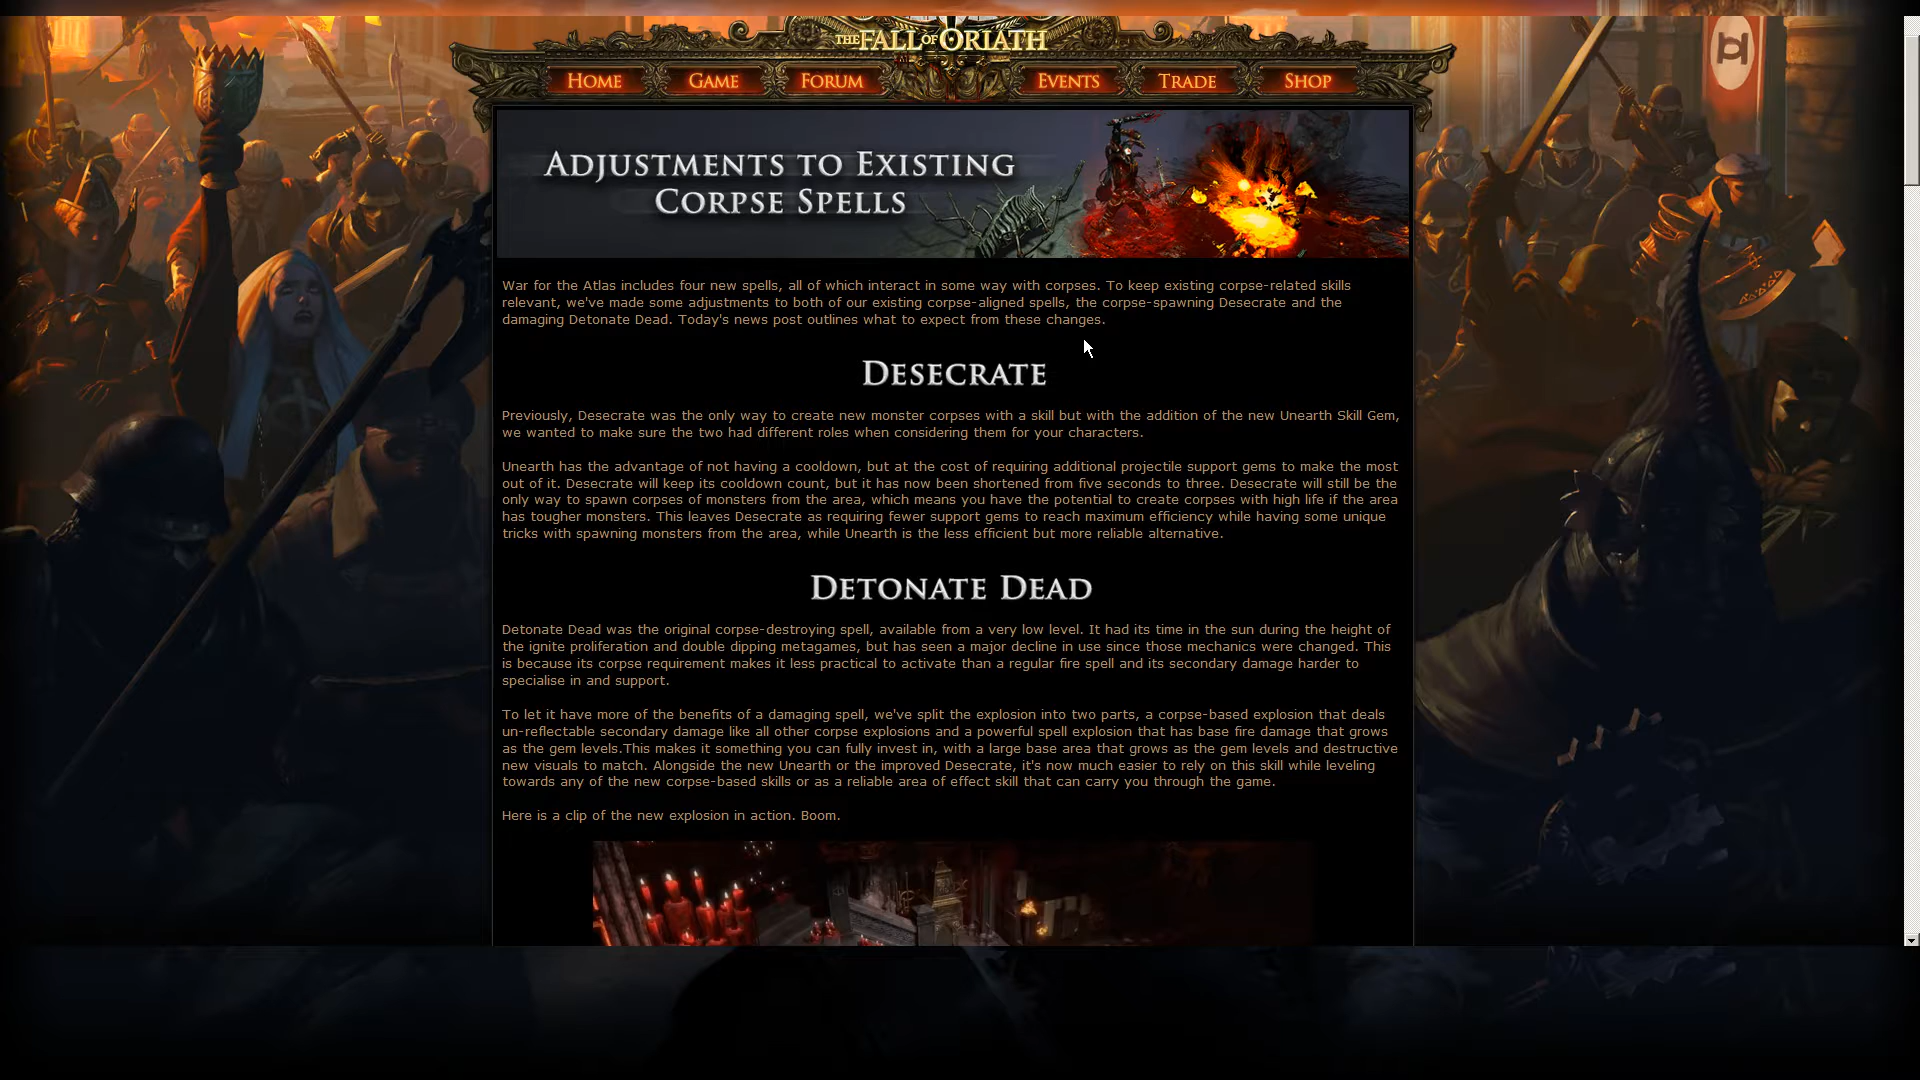 THE FALL OF ORIATH
HOME GAME FORUM EVENTS TRADE SHOP
ADJUSTMENTS TO EXISTING
CORPSE SPELLS
War for the Atlas includes four new spells, all of which interact in some way with corpses. To keep existing corpse-related skills
relevant, we've made some adjustments to both of our existing corpse-aligned spells, the corpse-spawning Desecrate and the
damaging Detonate Dead. Today's news post outlines what to expect from these changes.
DESECRATE
Previously, Desecrate was the only way to create new monster corpses with a skill but with the addition of the new Unearth Skill Gem,
we wanted to make sure the two had different roles when considering them for your characters.
Unearth has the advantage of not having a cooldown, but at the cost of requiring additional projectile support gems to make the most
out of it. Desecrate will keep its cooldown count, but it has now been shortened from five seconds to three. Desecrate will still be the
only way to spawn corpses of monsters from the area, which means you have the potential to create corpses with high life if the area
has tougher monsters. This leaves Desecrate as requiring fewer support gems to reach maximum efficiency while having some unique
tricks with spawning monsters from the area, while Unearth is the less efficient but more reliable alternative.
DETONATE DEAD
Detonate Dead was the original corpse-destroying spell, available from a very low level. It had its time in the sun during the height of
the ignite proliferation and double dipping metagames, but has seen a major decline in use since those mechanics were changed. This
is because its corpse requirement makes it less practical to activate than a regular fire spell and its secondary damage harder to
specialise in and support.
To let it have more of the benefits of a damaging spell, we've split the explosion into two parts, a corpse-based explosion that deals
un-reflectable secondary damage like all other corpse explosions and a powerful spell explosion that has base fire damage that grows
as the gem levels.This makes it something you can fully invest in, with a large base area that grows as the gem levels and destructive
new visuals to match. Alongside the new Unearth or the improved Desecrate, it's now much easier to rely on this skill while leveling
towards any of the new corpse-based skills or as a reliable area of effect skill that can carry you through the game.
Here is a clip of the new explosion in action. Boom.